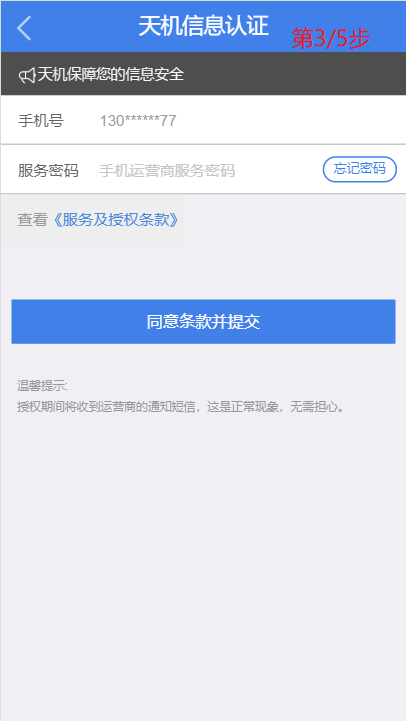 天机信息认证
第3/5步
天机保障您的信息安全
手机号 130******77
服务密码 手机运营商服务密码 忘记密码
查看《服务及授权条款》
同意条款并提交
温馨提示:
授权期间将收到运营商的通知短信，这是正常现象，无需担心。